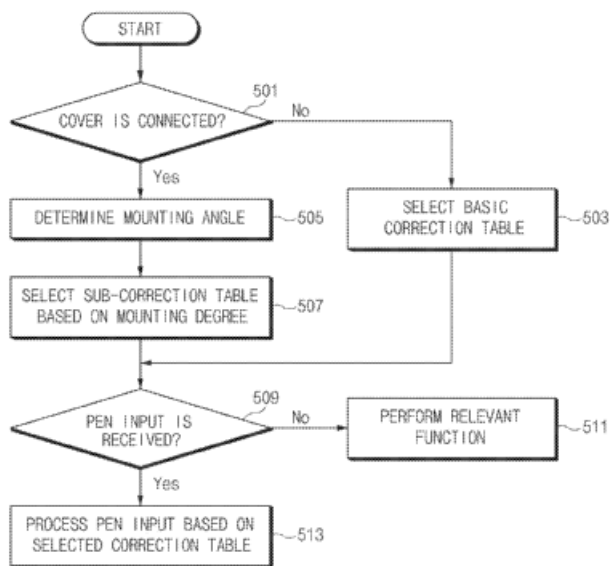 START
501
COVER IS CONNECTED?
No
Yes
DETERMINE MOUNTING ANGLE
505
SELECT BASIC
CORRECTION TABLE
503
SELECT SUB-CORRECTION TABLE
BASED ON MOUNTING DEGREE
507
509
PEN INPUT IS
RECEIVED?
No
PERFORM RELEVANT
FUNCTION
511
Yes
PROCESS PEN INPUT BASED ON
SELECTED CORRECTION TABLE
513